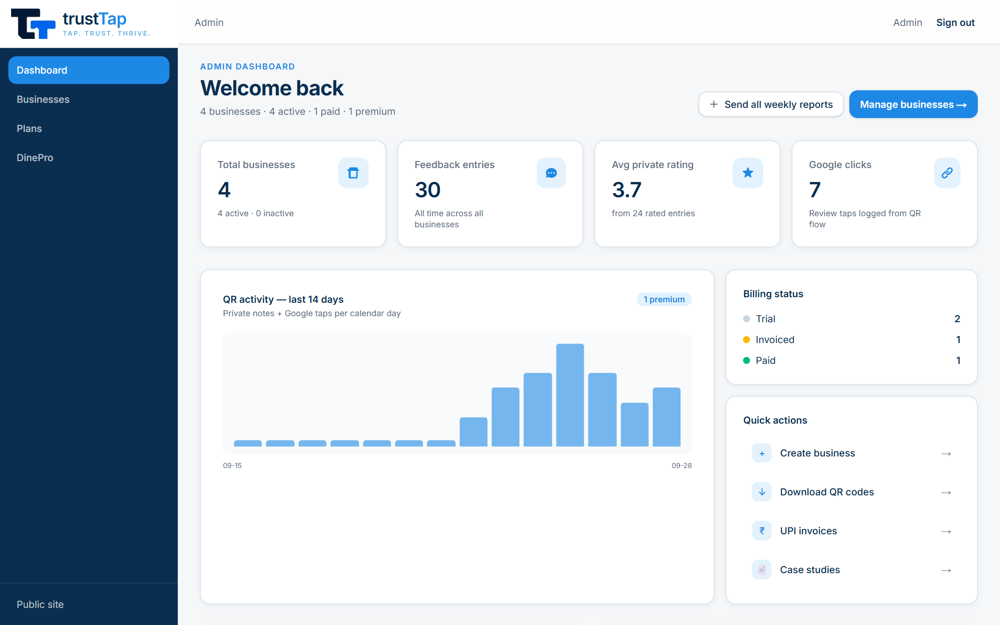 trustTap
TAP. TRUST. THRIVE.
Admin
Admin
Sign out
Dashboard
Businesses
Plans
DinePro
Public site
ADMIN DASHBOARD
Welcome back
4 businesses · 4 active · 1 paid · 1 premium
+ Send all weekly reports
Manage businesses →
Total businesses
4
4 active · 0 inactive
Feedback entries
30
All time across all
businesses
Avg private rating
3.7
from 24 rated entries
Google clicks
7
Review taps logged from QR
flow
QR activity — last 14 days
Private notes + Google taps per calendar day
1 premium
09-15
09-28
Billing status
Trial 2
Invoiced 1
Paid 1
Quick actions
+ Create business →
↓ Download QR codes →
₹ UPI invoices →
Case studies →